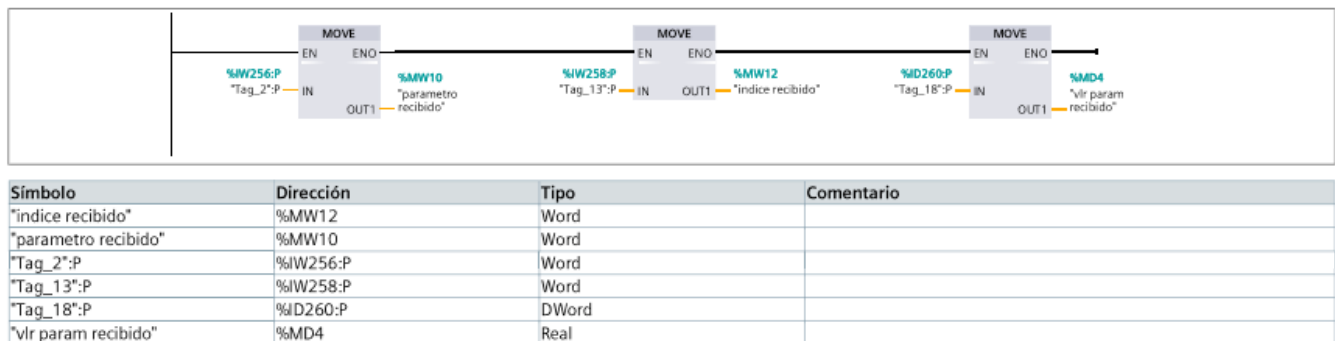 MOVE MOVE MOVE
EN ENO EN ENO EN ENO
%IW256:P %MW10 %IW258:P %MW12 %ID260:P %MD4
"Tag_2":P IN "parametro "Tag_13":P IN OUT1 "indice recibido" "Tag_18":P IN "vlr param
OUT1 recibido" OUT1 recibido"
Símbolo Dirección Tipo Comentario
"indice recibido" %MW12 Word
"parametro recibido" %MW10 Word
"Tag_2":P %IW256:P Word
"Tag_13":P %IW258:P Word
"Tag_18":P %ID260:P DWord
"vlr param recibido" %MD4 Real